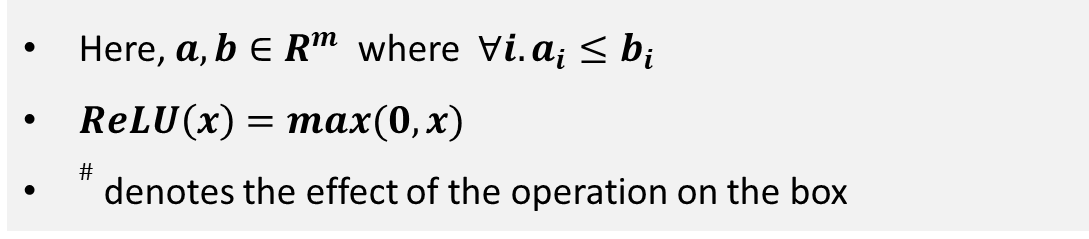 • Here, a, b ∈ R^m where ∀i. a_i ≤ b_i
• ReLU(x) = max(0, x)
• # denotes the effect of the operation on the box